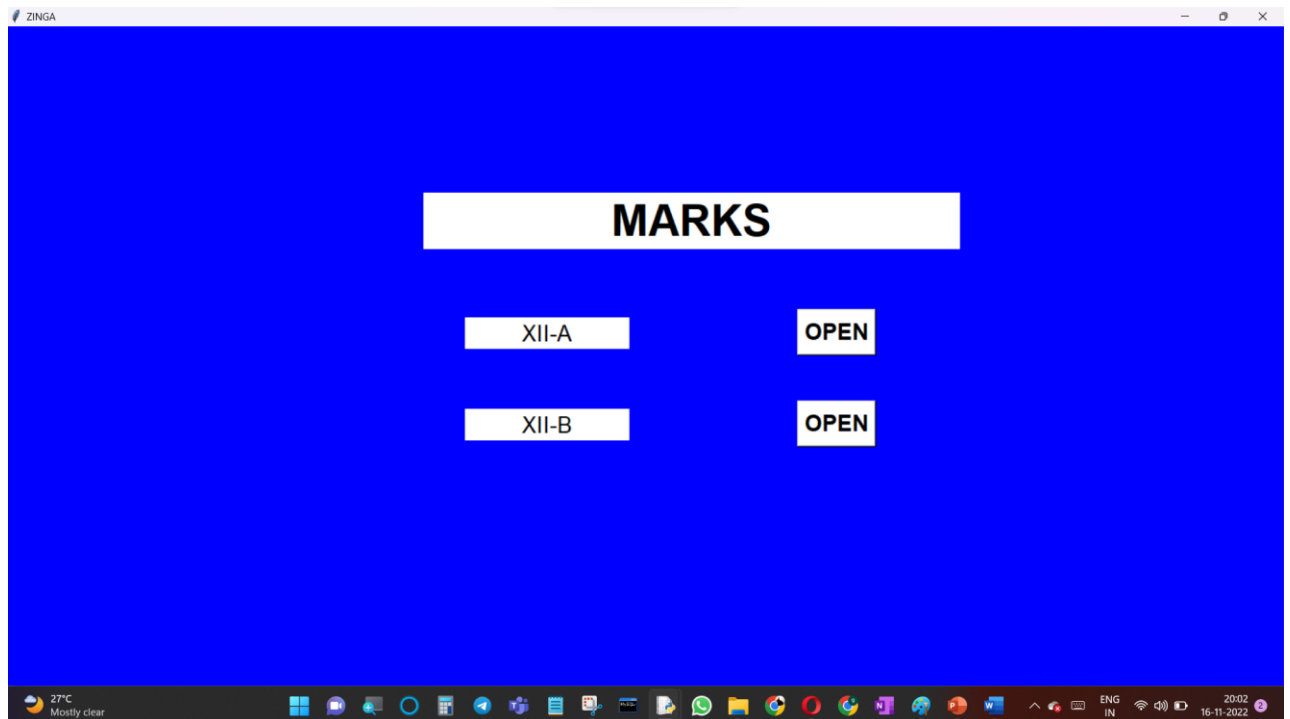 ZINGA
MARKS
XII-A
OPEN
XII-B
OPEN
27°C
Mostly clear
ENG
IN
20:02
16-11-2022
2